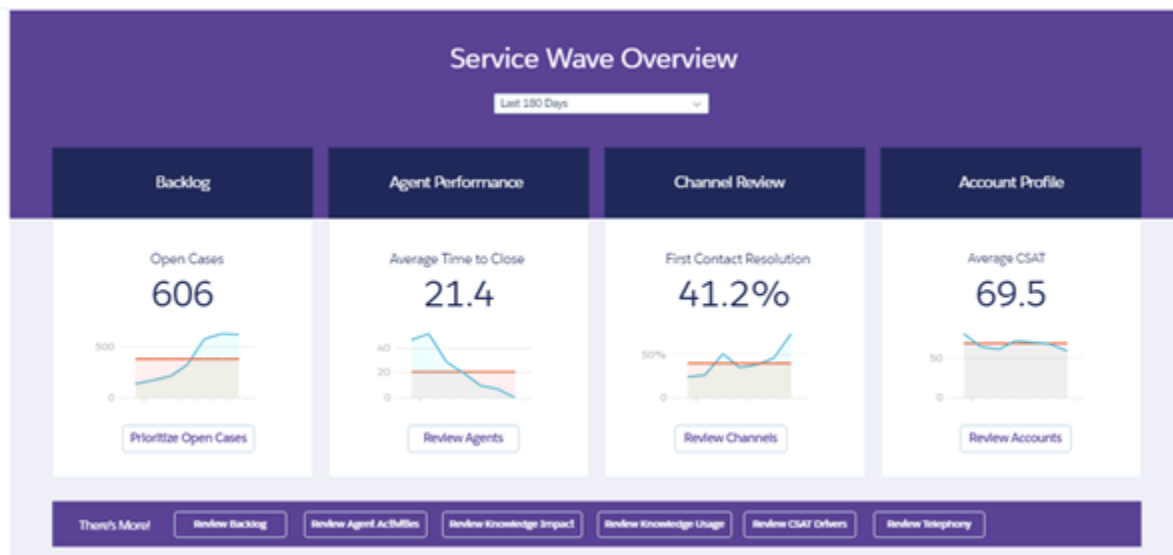 Service Wave Overview
Last 180 Days
Backlog
Agent Performance
Channel Review
Account Profile
Open Cases
606
500
0
Prioritize Open Cases
Average Time to Close
21.4
40
20
0
Review Agents
First Contact Resolution
41.2%
50%
0
Review Channels
Average CSAT
69.5
50
0
Review Accounts
There's More!
Review Backlog
Review Agent Activities
Review Knowledge Impact
Review Knowledge Usage
Review CSAT Drivers
Review Telephony